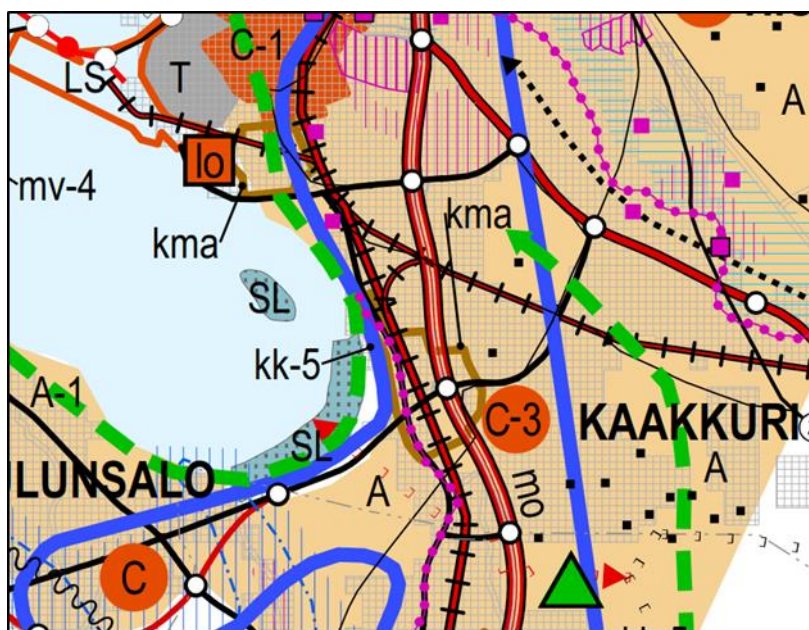 C-1
LS
T
A
lo
mv-4
kma
kma
SL
kk-5
A-1
C-3
KAAKKURI
SL
ULUNSALO
A
mo
A
C